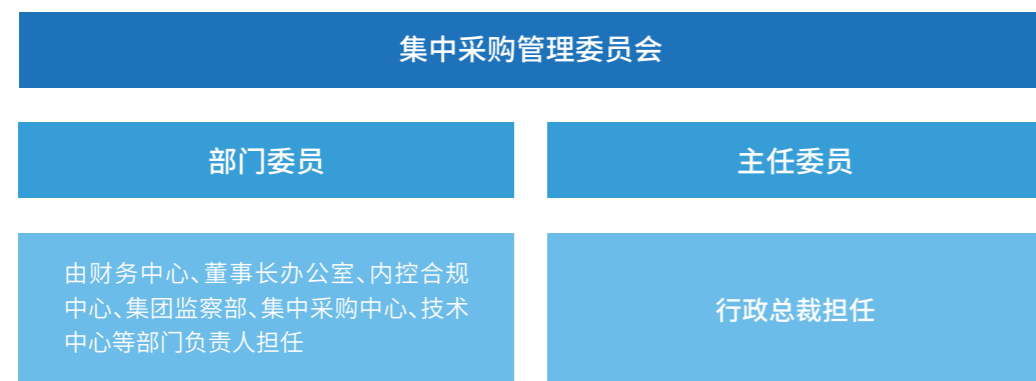 集中采购管理委员会
部门委员
主任委员
由财务中心、董事长办公室、内控合规
中心、集团监察部、集中采购中心、技术
中心等部门负责人担任
行政总裁担任